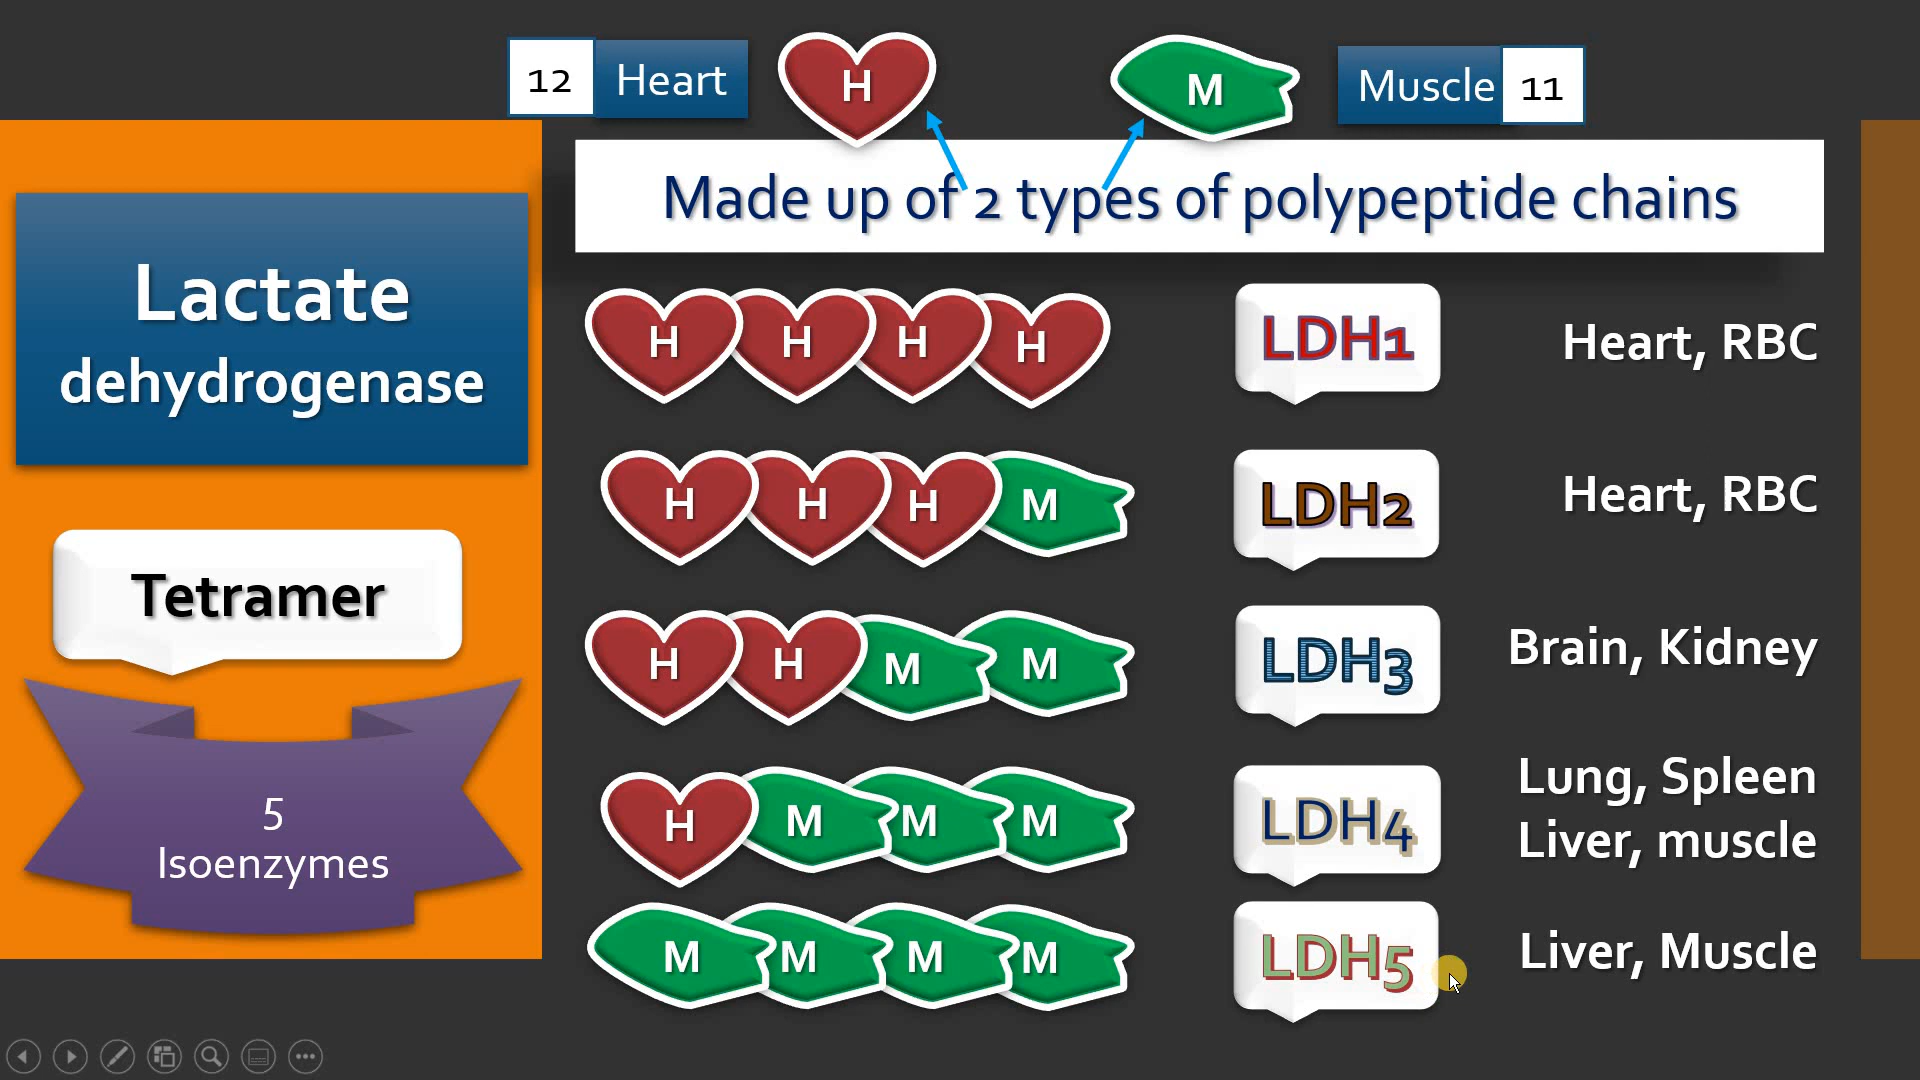 12 Heart H M Muscle 11
Made up of 2 types of polypeptide chains
Lactate
dehydrogenase
Tetramer
5
Isoenzymes
H H H H LDH1 Heart, RBC
H H H M LDH2 Heart, RBC
H H M M LDH3 Brain, Kidney
H M M M LDH4 Lung, Spleen
Liver, muscle
M M M M LDH5 Liver, Muscle